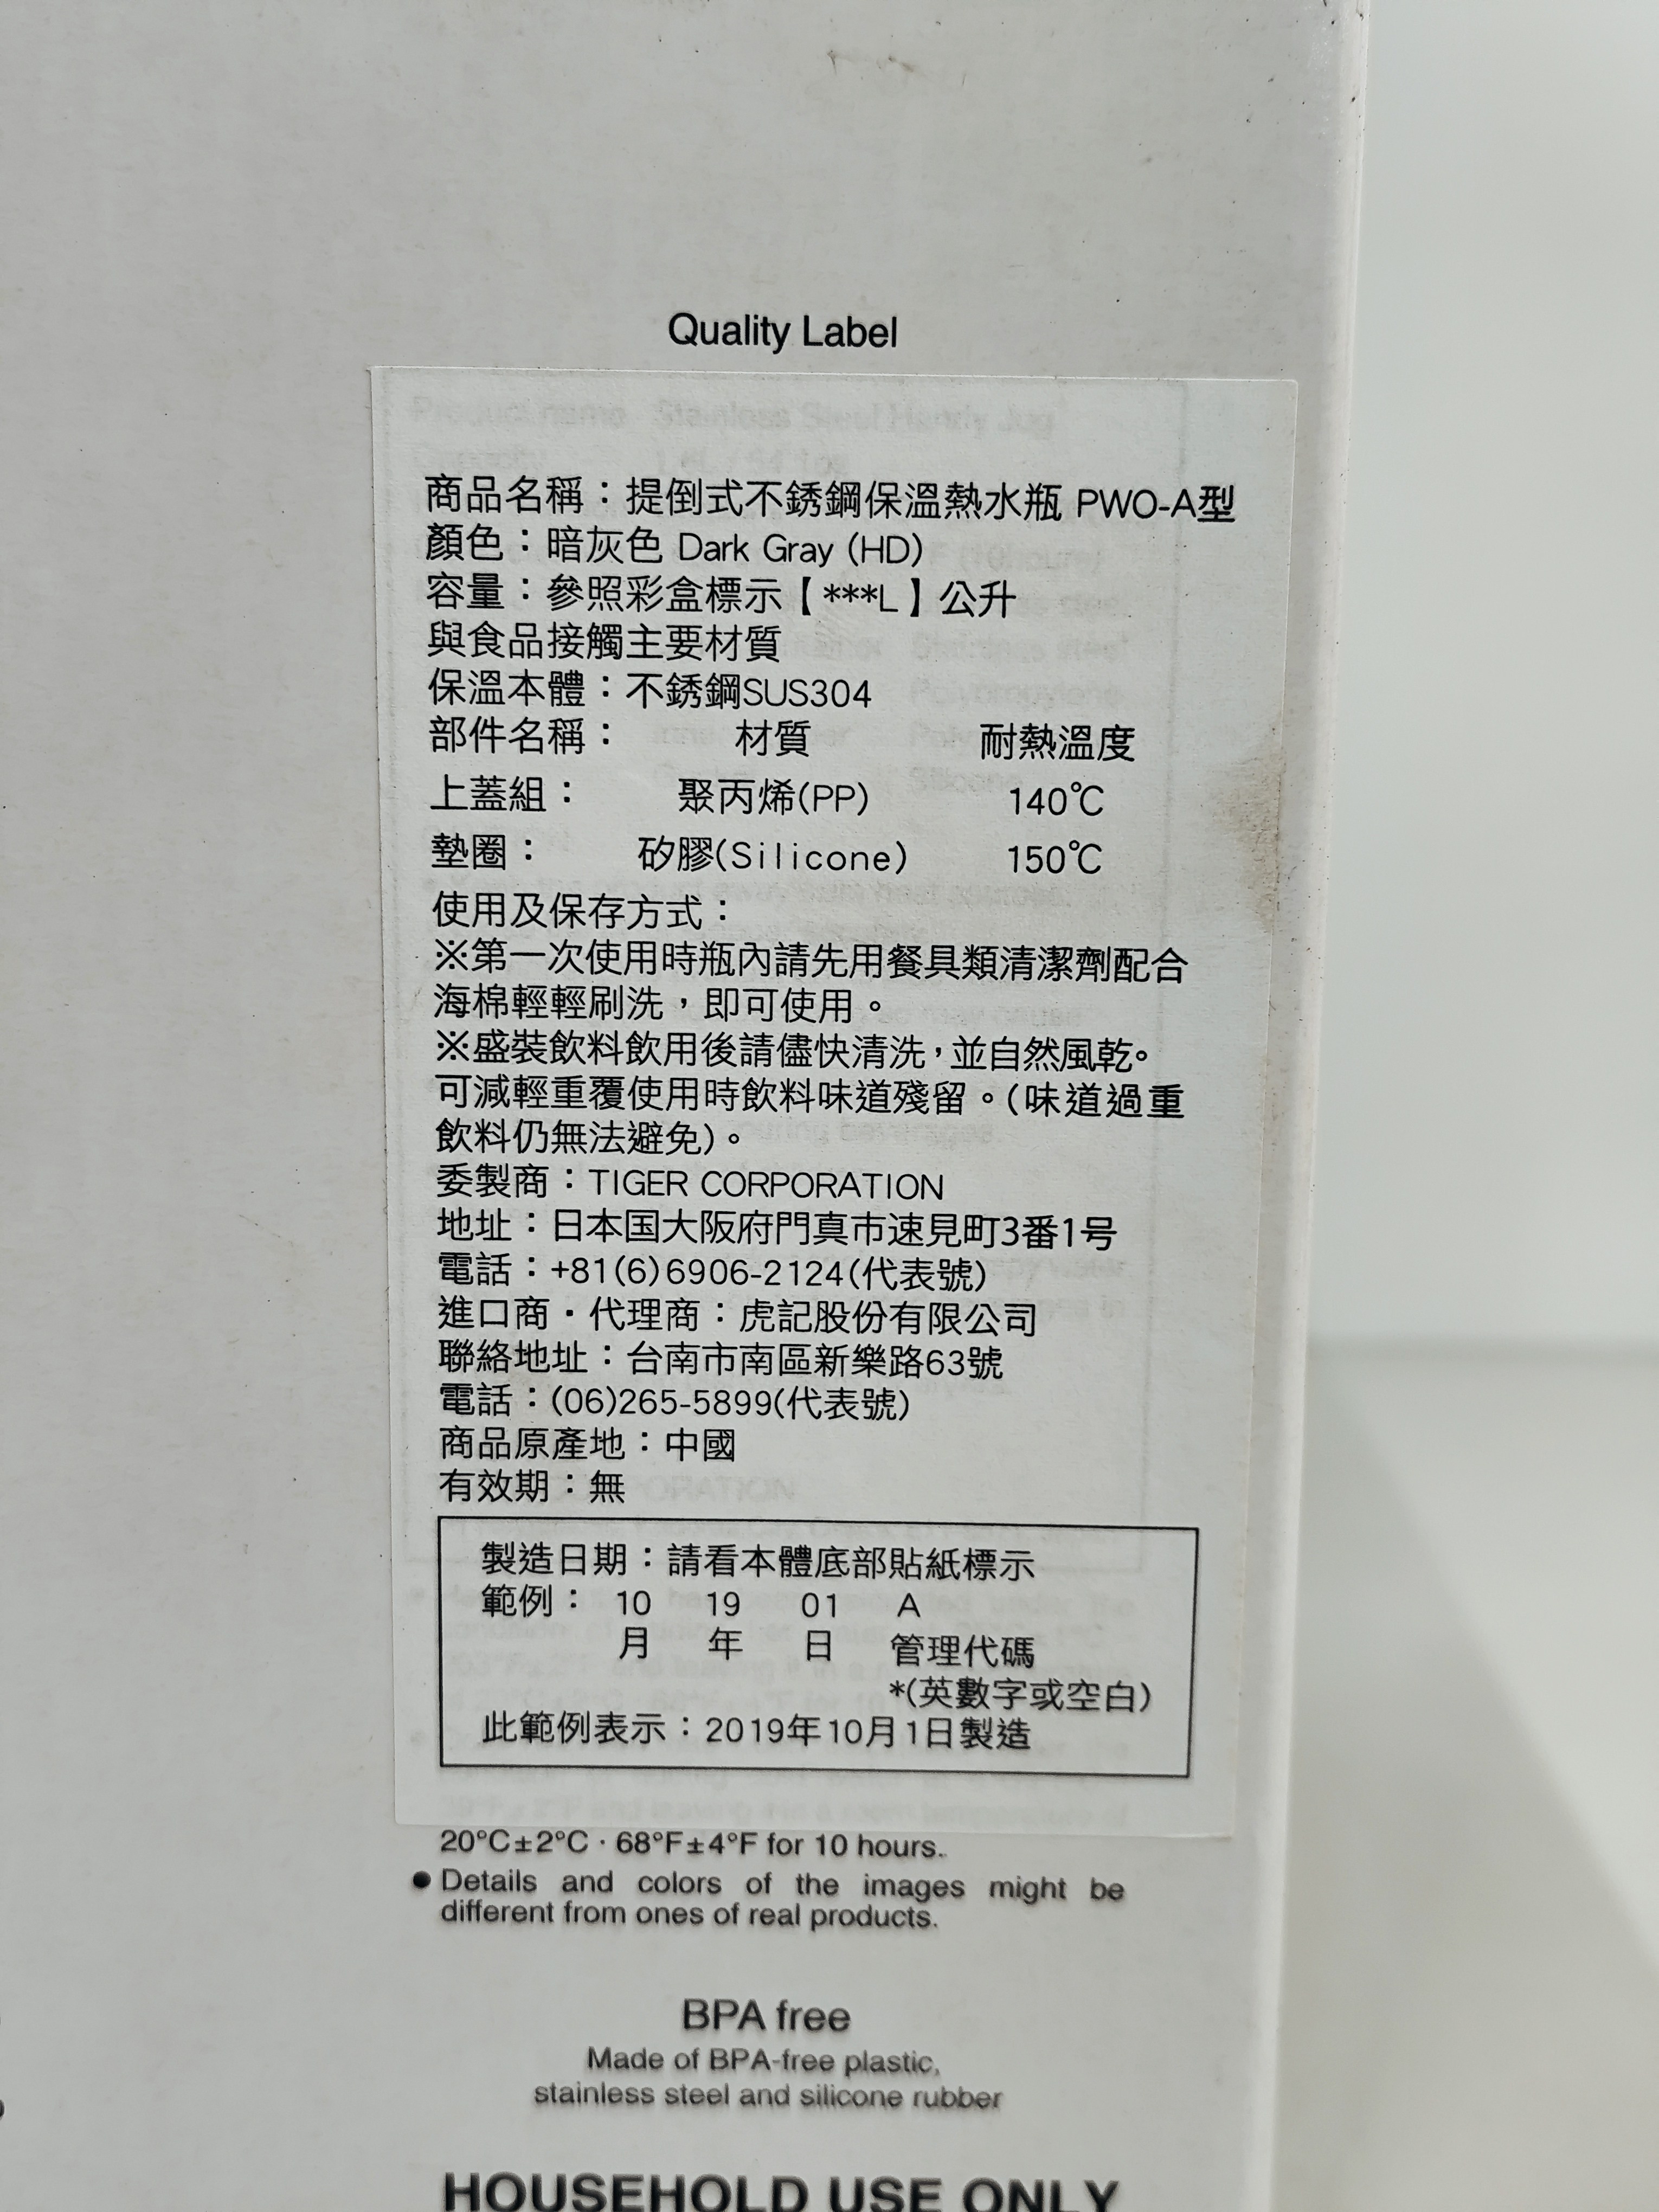 Quality Label
Product name Stainless Steel Handy Jug
商品名稱：提倒式不銹鋼保溫熱水瓶 PWO-A型
顏色：暗灰色 Dark Gray (HD)
容量：參照彩盒標示【***L】公升
與食品接觸主要材質
保溫本體：不銹鋼SUS304
部件名稱： 材質 耐熱溫度
上蓋組： 聚丙烯(PP) 140℃
墊圈： 矽膠(Silicone) 150℃
使用及保存方式：
※第一次使用時瓶內請先用餐具類清潔劑配合
海棉輕輕刷洗，即可使用。
※盛裝飲料飲用後請儘快清洗，並自然風乾。
可減輕重覆使用時飲料味道殘留。(味道過重
飲料仍無法避免)。
委製商：TIGER CORPORATION
地址：日本国大阪府門真市速見町3番1号
電話：+81(6)6906-2124(代表號)
進口商・代理商：虎記股份有限公司
聯絡地址：台南市南區新樂路63號
電話：(06)265-5899(代表號)
商品原產地：中國
有效期：無
製造日期：請看本體底部貼紙標示
範例： 10 19 01 A
月 年 日 管理代碼
*(英數字或空白)
此範例表示：2019年10月1日製造
20°C±2°C · 68°F±4°F for 10 hours.
● Details and colors of the images might be
different from ones of real products.
BPA free
Made of BPA-free plastic,
stainless steel and silicone rubber
HOUSEHOLD USE ONLY